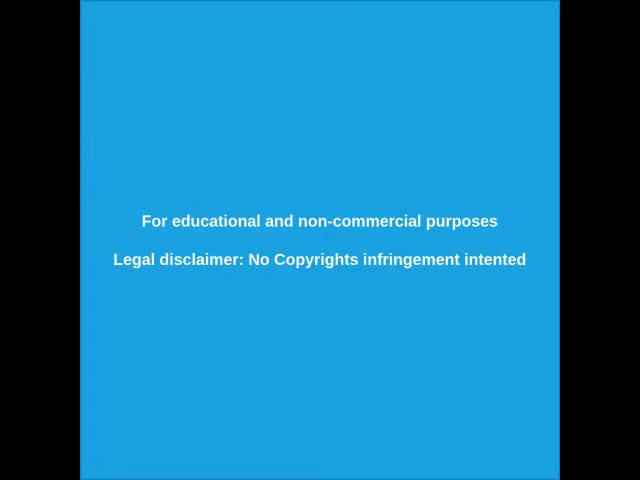 For educational and non-commercial purposes
Legal disclaimer: No Copyrights infringement intented